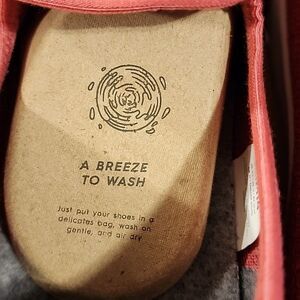 A BREEZE
TO WASH
Just put your shoes in a
delicates bag, wash on
gentle, and air dry